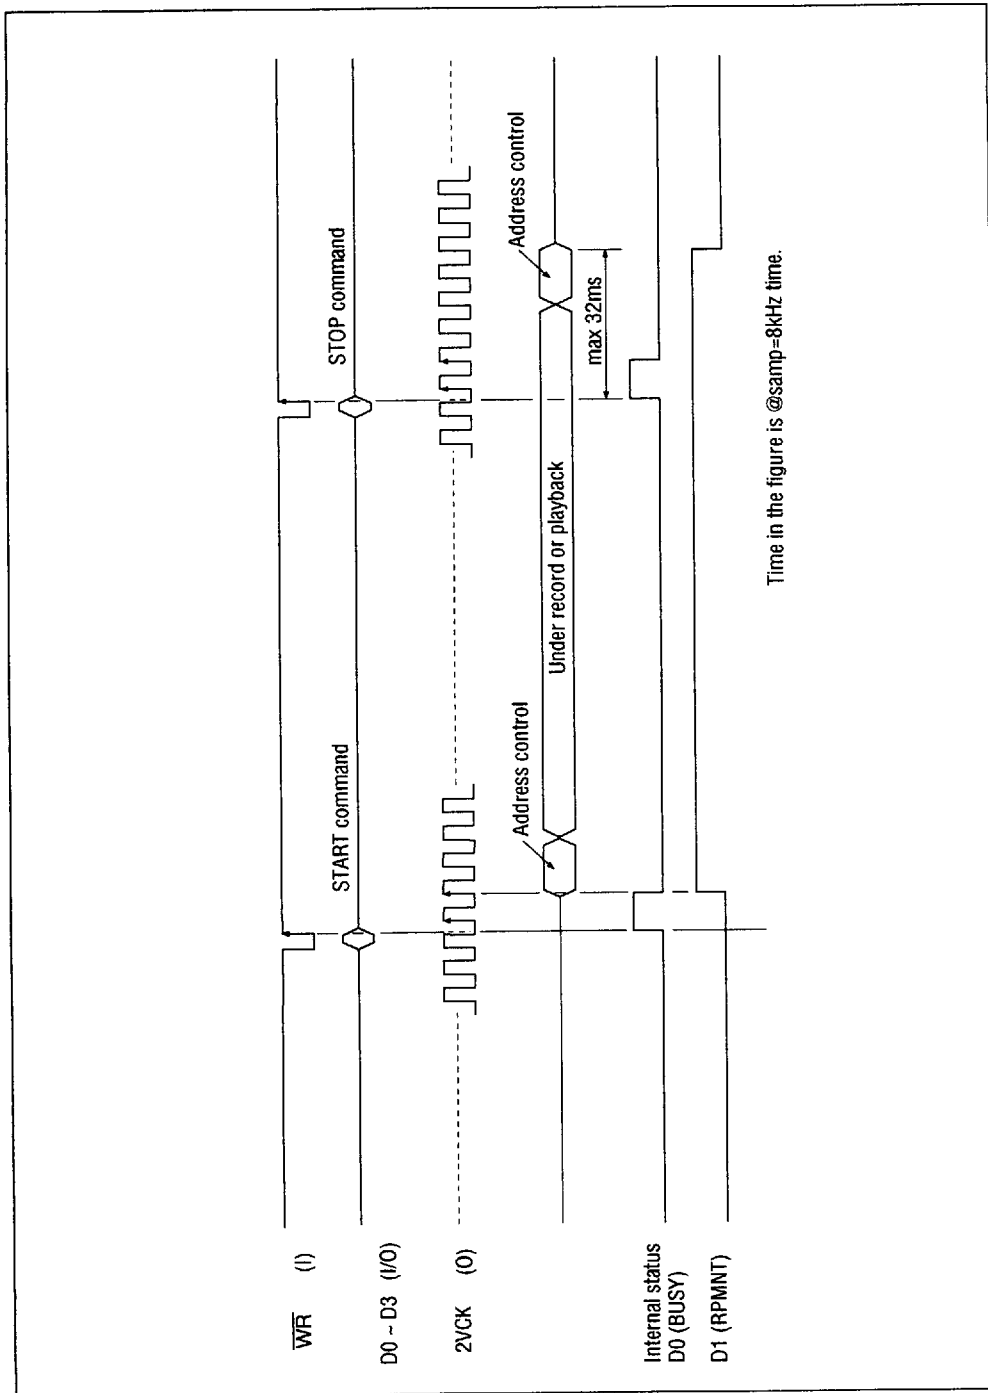 W̅R̅ (I)
START command
STOP command
D0 ~ D3 (I/O)
2VCK (O)
Address control
Under record or playback
Address control
max 32ms
Internal status
D0 (BUSY)
D1 (RPMNT)
Time in the figure is @samp=8kHz time.